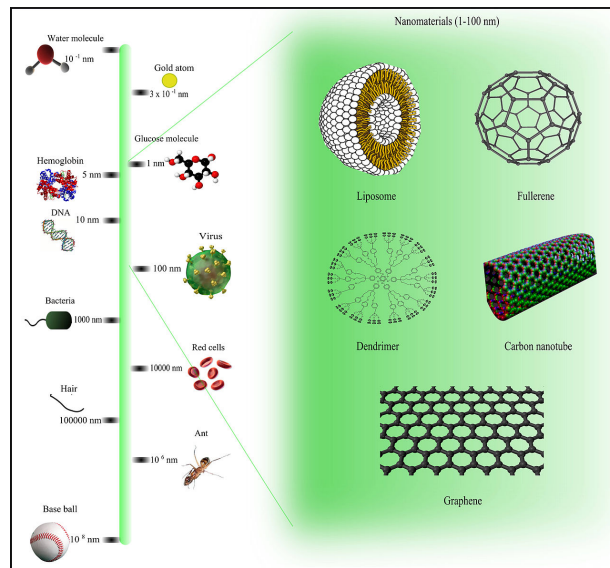 Water molecule
10⁻¹ nm
Gold atom
3 x 10⁻¹ nm
Glucose molecule
1 nm
Hemoglobin
5 nm
DNA
10 nm
Virus
100 nm
Bacteria
1000 nm
Red cells
10000 nm
Hair
100000 nm
Ant
10⁶ nm
Base ball
10⁸ nm
Nanomaterials (1-100 nm)
Liposome
Fullerene
Dendrimer
Carbon nanotube
Graphene